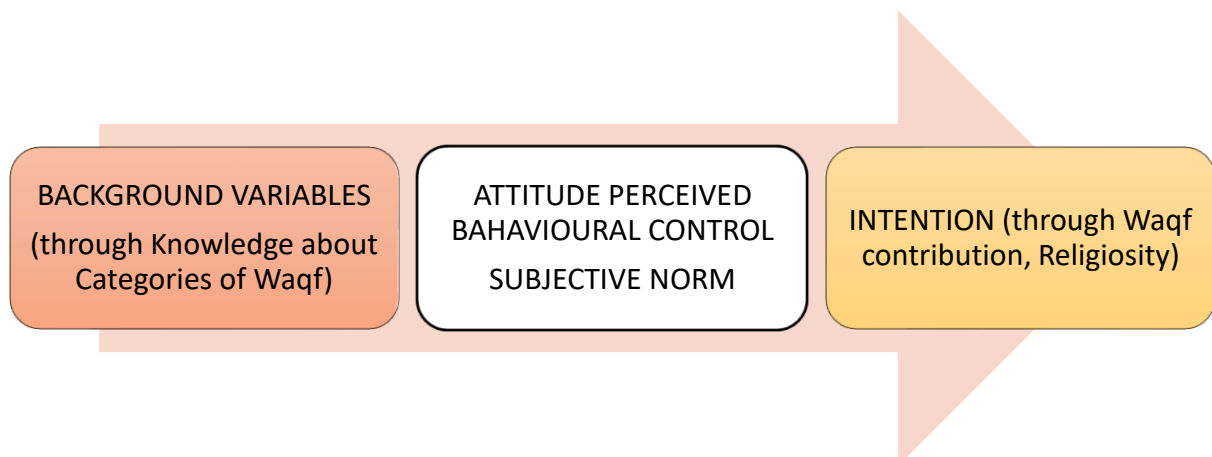 BACKGROUND VARIABLES
(through Knowledge about
Categories of Waqf)
ATTITUDE PERCEIVED
BAHAVIOURAL CONTROL
SUBJECTIVE NORM
INTENTION (through Waqf
contribution, Religiosity)